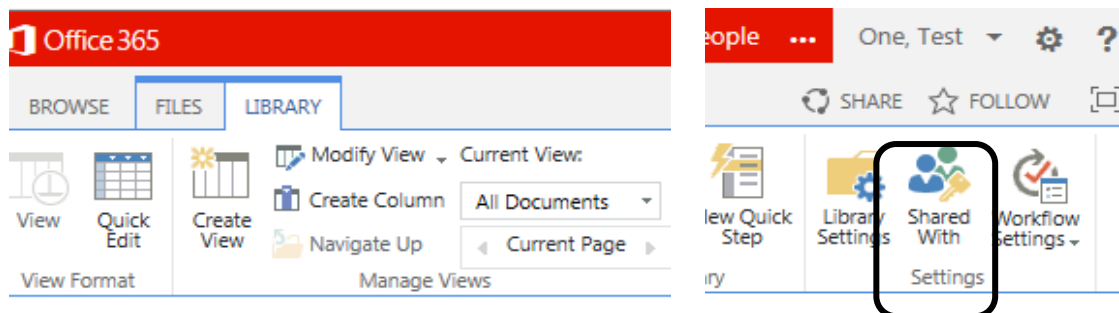 Office 365
BROWSE FILES LIBRARY
View
Quick Edit
Create View
Modify View
Create Column
Navigate Up
Current View:
All Documents
Current Page
View Format
Manage Views
eople ... One, Test ?
SHARE FOLLOW
ew Quick Step
Library Settings
Shared With
Workflow Settings
ry
Settings